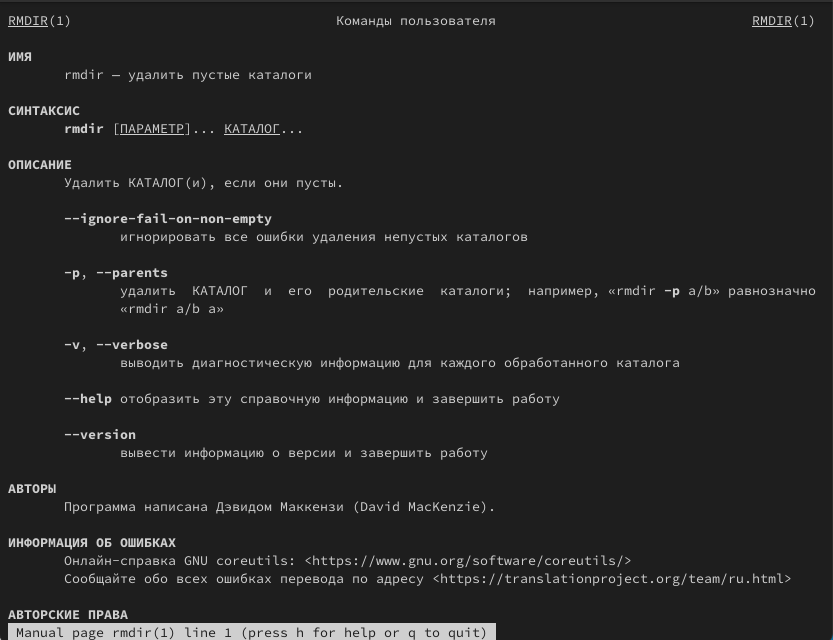 RMDIR(1) Команды пользователя RMDIR(1)
ИМЯ
rmdir — удалить пустые каталоги
СИНТАКСИС
rmdir [ПАРАМЕТР]... КАТАЛОГ...
ОПИСАНИЕ
Удалить КАТАЛОГ(и), если они пусты.
--ignore-fail-on-non-empty
игнорировать все ошибки удаления непустых каталогов
-p, --parents
удалить КАТАЛОГ и его родительские каталоги; например, «rmdir -p a/b» равнозначно
«rmdir a/b a»
-v, --verbose
выводить диагностическую информацию для каждого обработанного каталога
--help отобразить эту справочную информацию и завершить работу
--version
вывести информацию о версии и завершить работу
АВТОРЫ
Программа написана Дэвидом Маккензи (David MacKenzie).
ИНФОРМАЦИЯ ОБ ОШИБКАХ
Онлайн-справка GNU coreutils: <https://www.gnu.org/software/coreutils/>
Сообщайте обо всех ошибках перевода по адресу <https://translationproject.org/team/ru.html>
АВТОРСКИЕ ПРАВА
Manual page rmdir(1) line 1 (press h for help or q to quit)